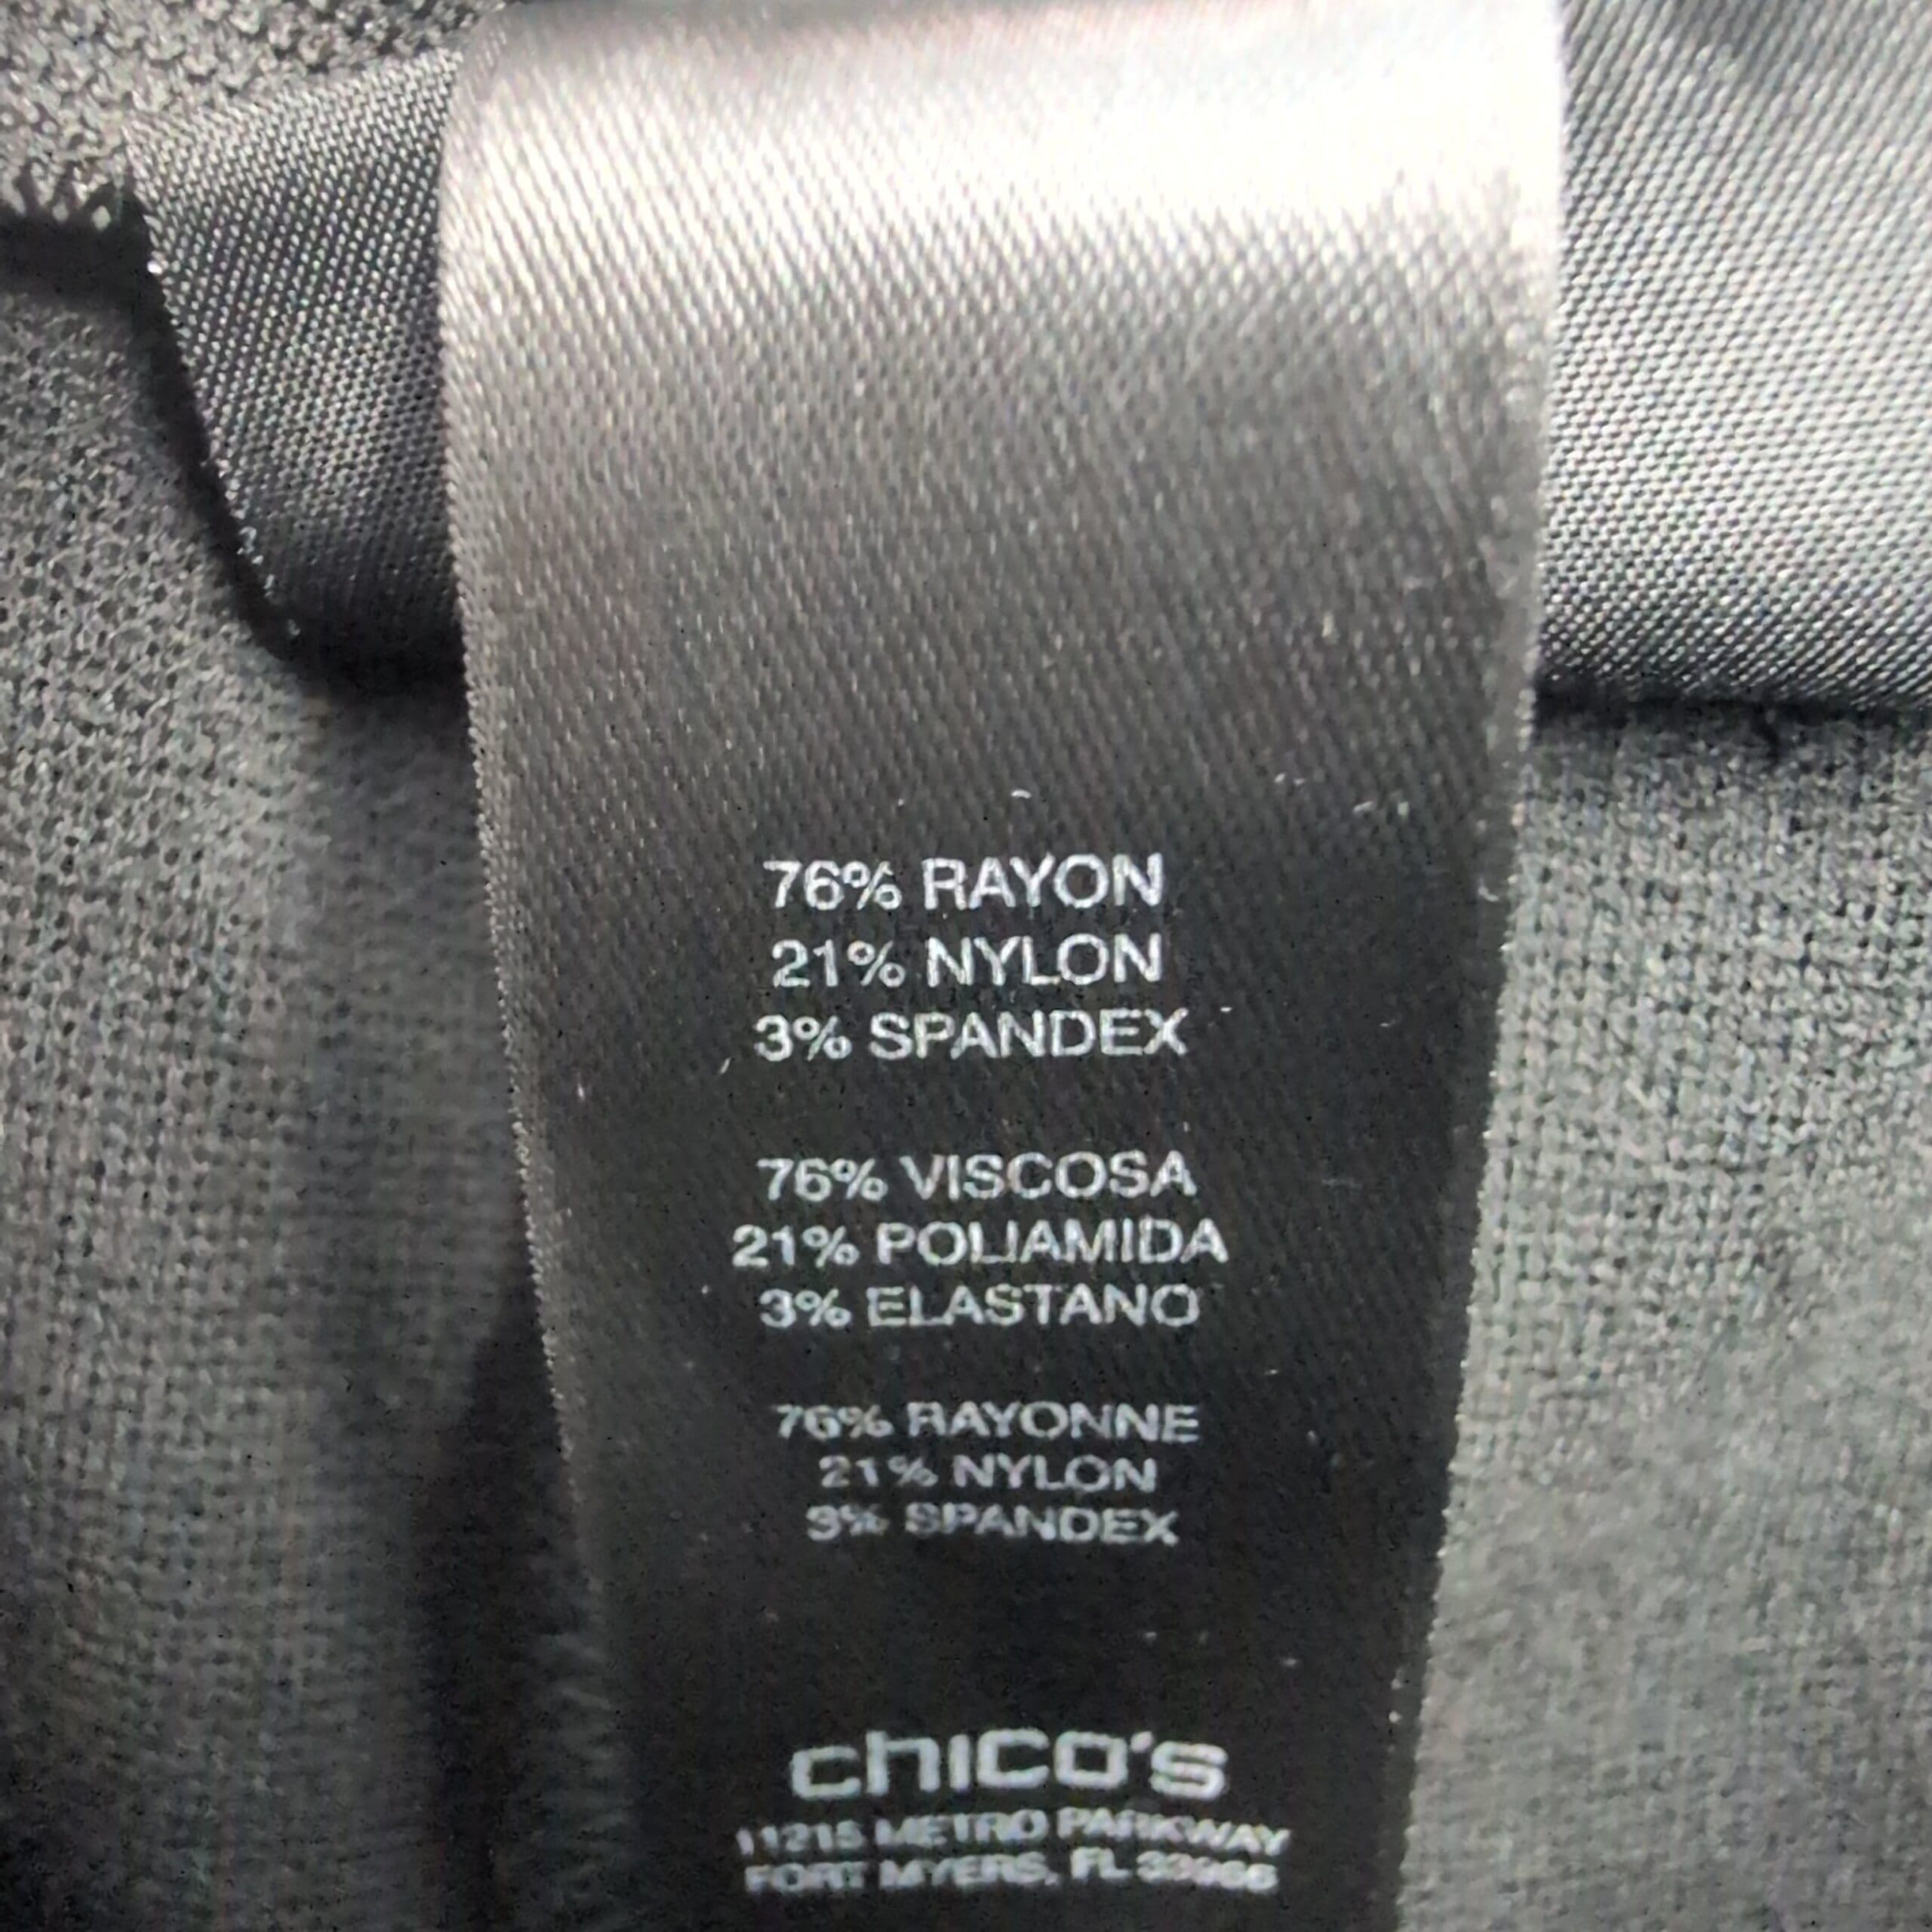 76% RAYON
21% NYLON
3% SPANDEX
76% VISCOSA
21% POLIAMIDA
3% ELASTANO
76% RAYONNE
21% NYLON
3% SPANDEX
chico's
11215 METRO PARKWAY
FORT MYERS, FL 33966